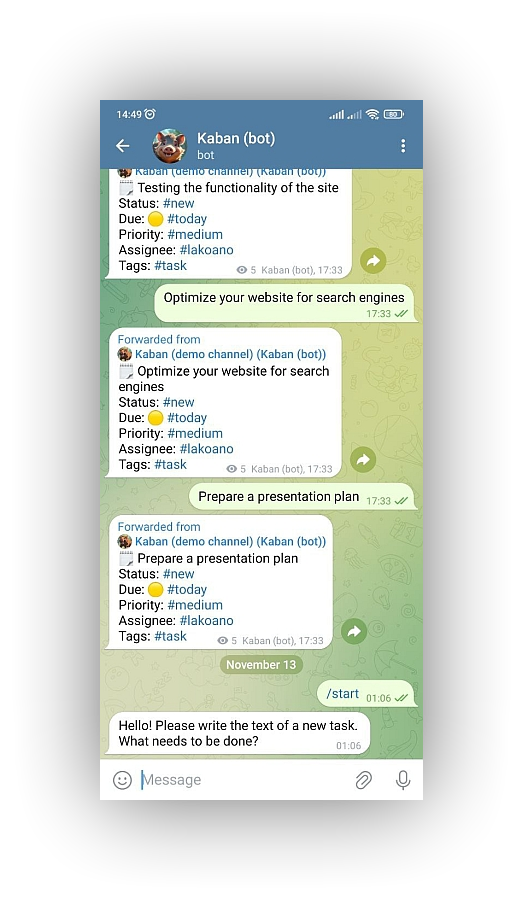 14:49
80
Kaban (bot)
bot
Kaban (demo channel) (Kaban (bot))
Testing the functionality of the site
Status: #new
Due: #today
Priority: #medium
Assignee: #lakoano
Tags: #task
5 Kaban (bot), 17:33
Optimize your website for search engines
17:33
Forwarded from
Kaban (demo channel) (Kaban (bot))
Optimize your website for search
engines
Status: #new
Due: #today
Priority: #medium
Assignee: #lakoano
Tags: #task
5 Kaban (bot), 17:33
Prepare a presentation plan
17:33
Forwarded from
Kaban (demo channel) (Kaban (bot))
Prepare a presentation plan
Status: #new
Due: #today
Priority: #medium
Assignee: #lakoano
Tags: #task
5 Kaban (bot), 17:33
November 13
/start
01:06
Hello! Please write the text of a new task.
What needs to be done?
01:06
Message